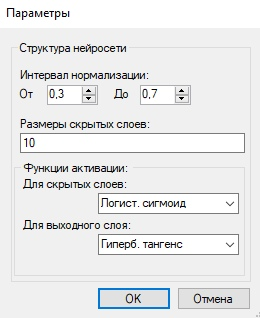 Параметры
Структура нейросети
Интервал нормализации:
От 0,3 До 0,7
Размеры скрытых слоев:
10
Функции активации:
Для скрытых слоев:
Логист. сигмоид
Для выходного слоя:
Гиперб. тангенс
OK Отмена